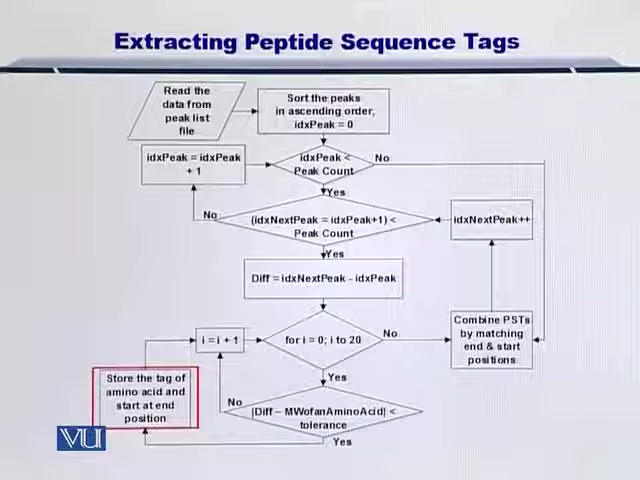 Extracting Peptide Sequence Tags
Read the
data from
peak list
file
Sort the peaks
in ascending order,
idxPeak = 0
idxPeak = idxPeak
+ 1
idxPeak <
Peak Count
No
Yes
No
(idxNextPeak = idxPeak+1) <
Peak Count
idxNextPeak++
Yes
Diff = idxNextPeak - idxPeak
i = i + 1
for i = 0; i to 20
No
Combine PSTs
by matching
end & start
positions
Yes
Store the tag of
amino acid and
start at end
position
No
|Diff – MWofanAminoAcid| <
tolerance
Yes
VU